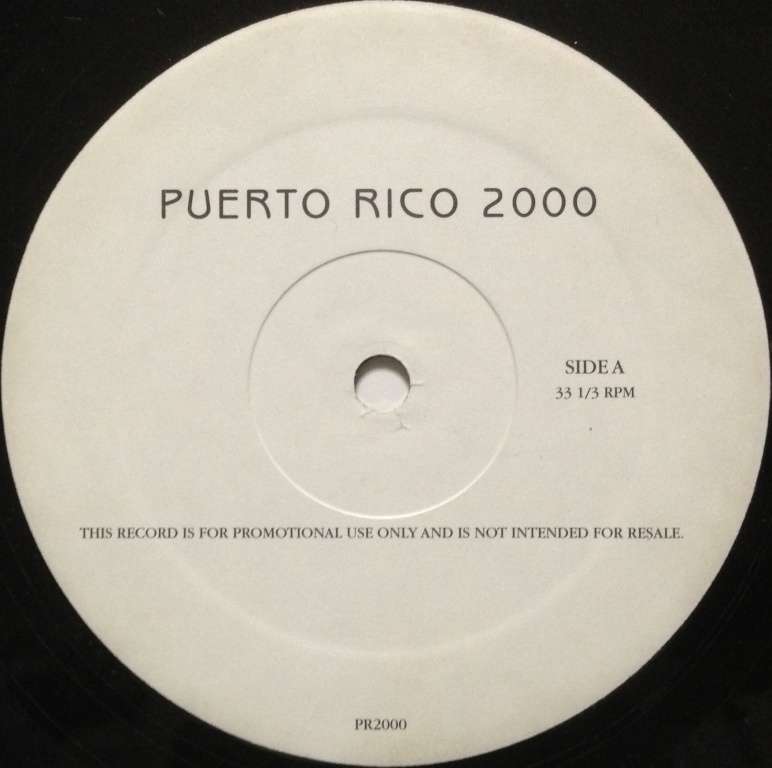 PUERTO RICO 2000
SIDE A
33 1/3 RPM
THIS RECORD IS FOR PROMOTIONAL USE ONLY AND IS NOT INTENDED FOR RESALE.
PR2000